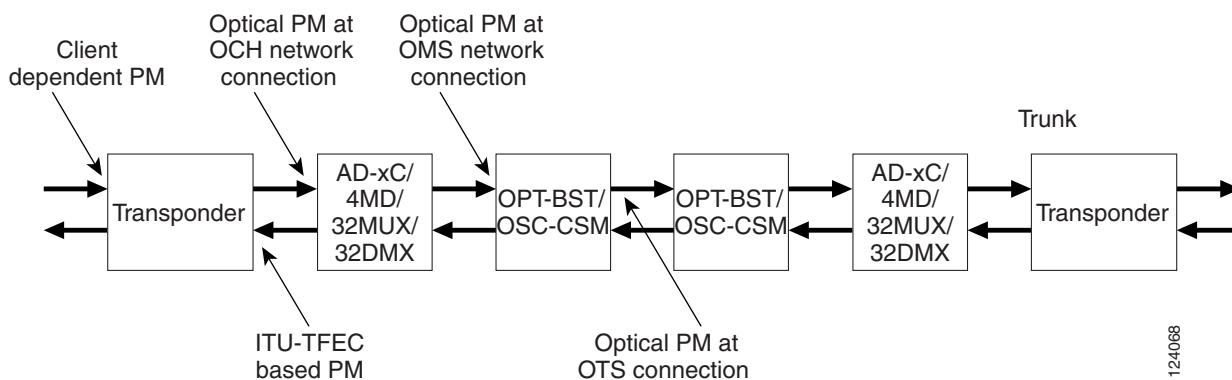 Client
dependent PM
Optical PM at
OCH network
connection
Optical PM at
OMS network
connection
Trunk
Transponder
AD-xC/
4MD/
32MUX/
32DMX
OPT-BST/
OSC-CSM
OPT-BST/
OSC-CSM
AD-xC/
4MD/
32MUX/
32DMX
Transponder
ITU-TFEC
based PM
Optical PM at
OTS connection
124068